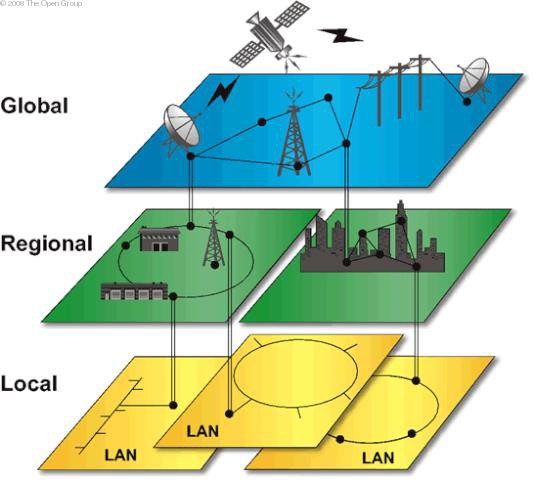 © 2008 The Open Group
Global
Regional
Local
LAN
LAN
LAN